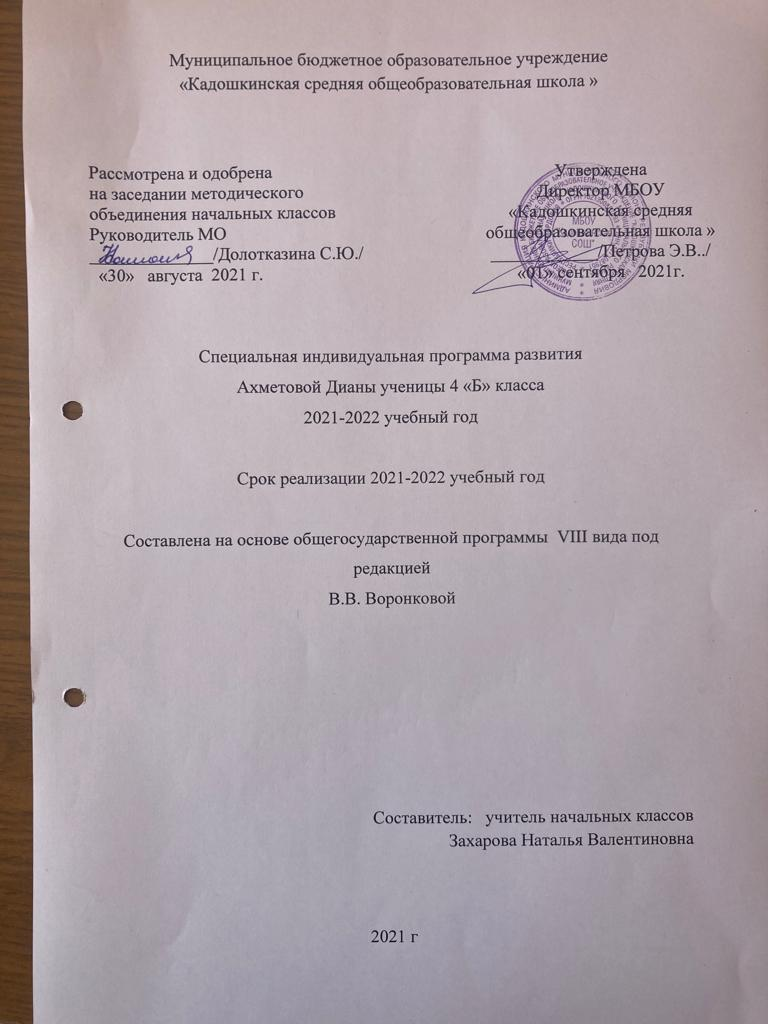 Муниципальное бюджетное образовательное учреждение
«Кадошкинская средняя общеобразовательная школа »
Рассмотрена и одобрена
на заседании методического
объединения начальных классов
Руководитель МО
/Долотказина С.Ю./
«30» августа 2021 г.
Утверждена
Директор МБОУ
«Кадошкинская средняя
общеобразовательная школа »
/Петрова Э.В../
«01» сентября 2021г.
МБОУ
СОШ"
Специальная индивидуальная программа развития
Ахметовой Дианы ученицы 4 «Б» класса
2021-2022 учебный год
Срок реализации 2021-2022 учебный год
Составлена на основе общегосударственной программы VIII вида под
редакцией
В.В. Воронковой
Составитель: учитель начальных классов
Захарова Наталья Валентиновна
2021 г